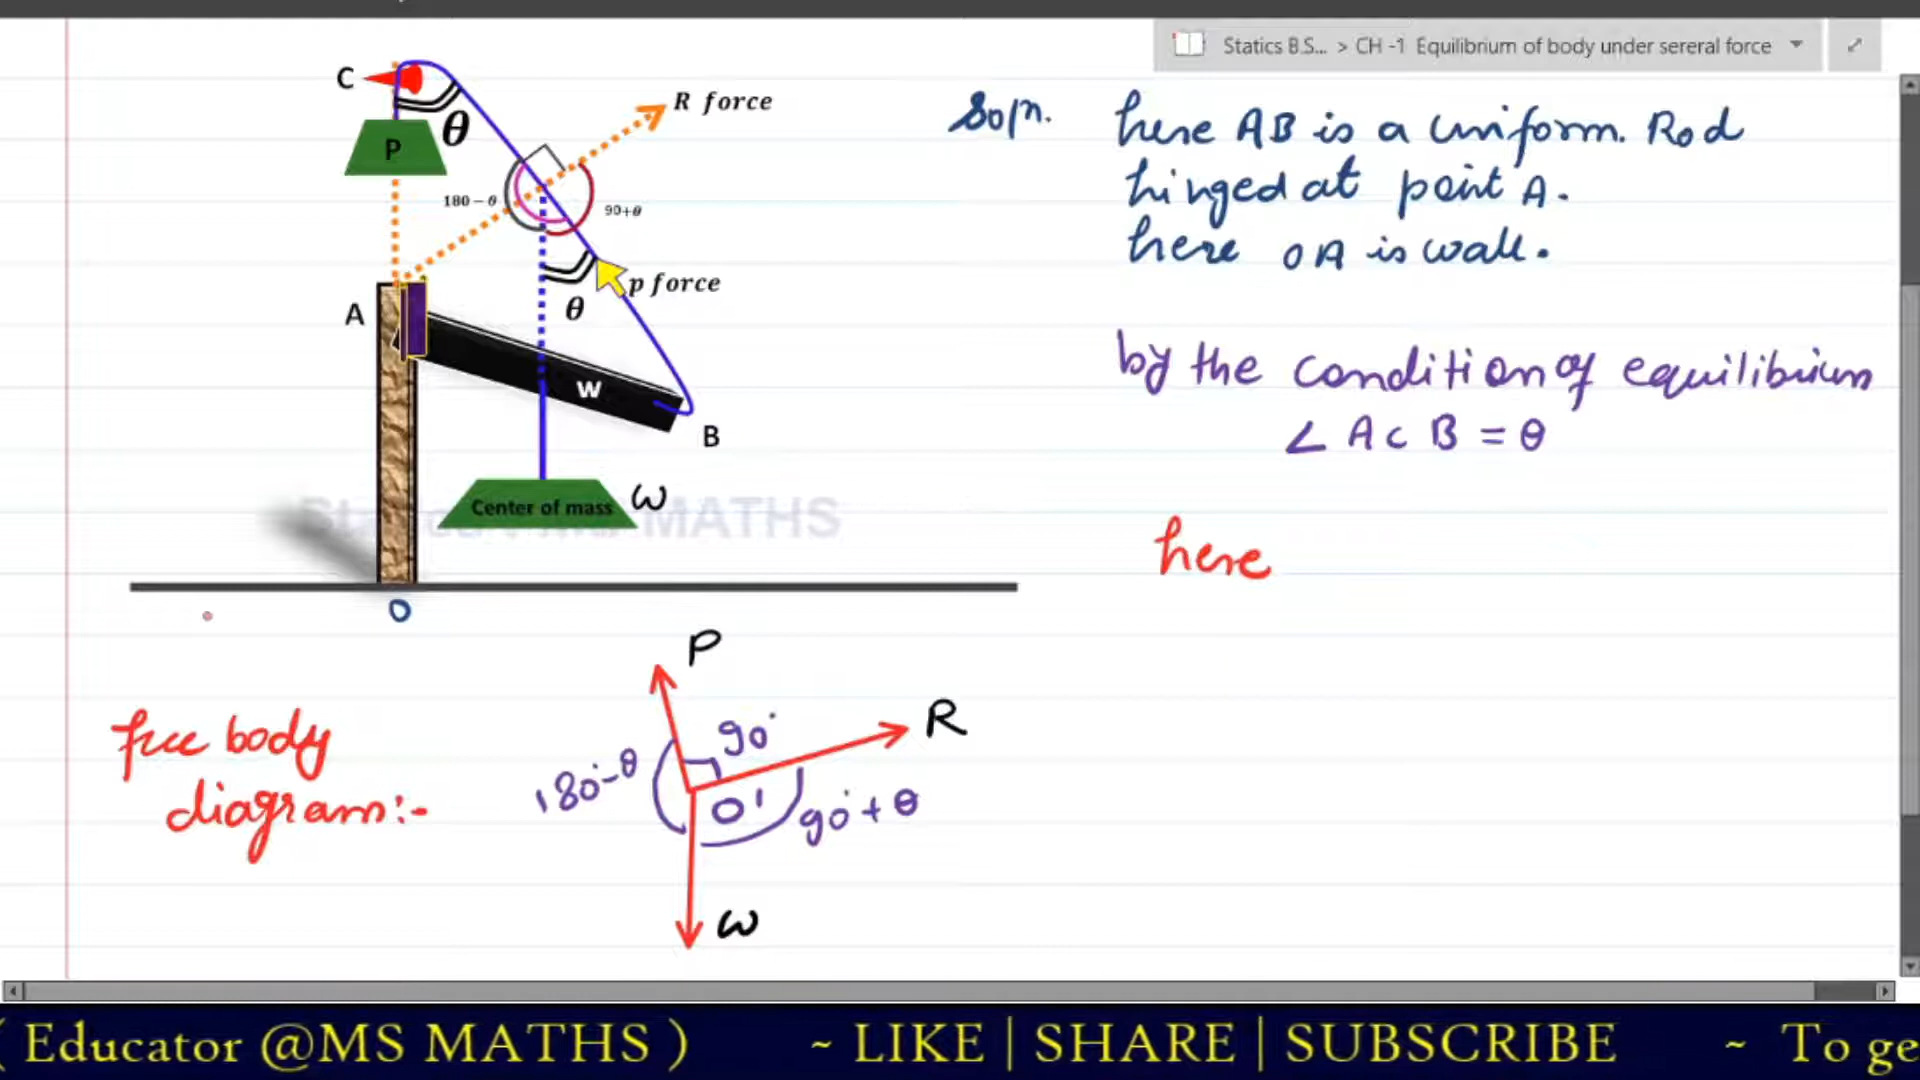 Statics B.S... > CH -1 Equilibrium of body under sereral force
C
θ
P
R force
180 − θ
90+θ
p force
θ
A
W
B
Center of mass
ω
MATHS
O
Soln.
here AB is a uniform. Rod
hinged at point A.
here OA is wall.
by the condition of equilibrium
∠ ACB = θ
here
free body
diagram:-
P
90°
R
180°-θ
O'
90°+θ
ω
( Educator @MS MATHS ) ~ LIKE | SHARE | SUBSCRIBE ~ To ge